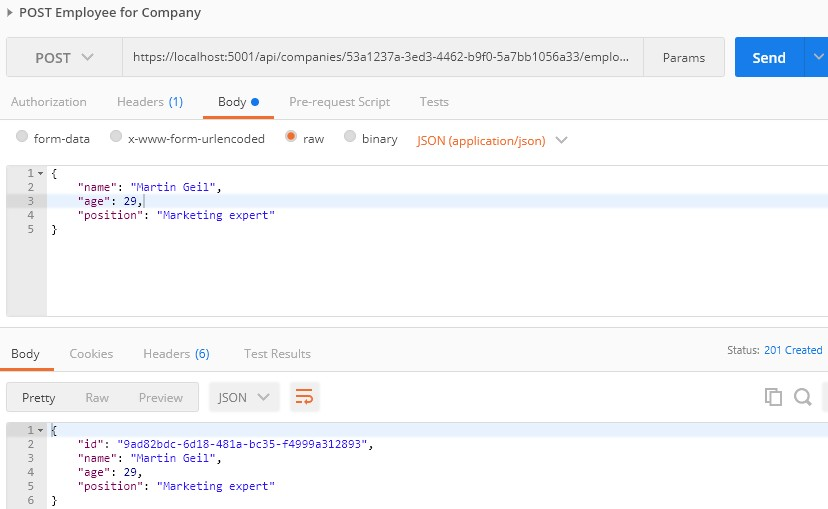 POST Employee for Company
POST https://localhost:5001/api/companies/53a1237a-3ed3-4462-b9f0-5a7bb1056a33/emplo... Params Send
Authorization Headers (1) Body Pre-request Script Tests
form-data x-www-form-urlencoded raw binary JSON (application/json)
1 {
2 "name": "Martin Geil",
3 "age": 29,
4 "position": "Marketing expert"
5 }
Body Cookies Headers (6) Test Results Status: 201 Created
Pretty Raw Preview JSON
1 {
2 "id": "9ad82bdc-6d18-481a-bc35-f4999a312893",
3 "name": "Martin Geil",
4 "age": 29,
5 "position": "Marketing expert"
6 }